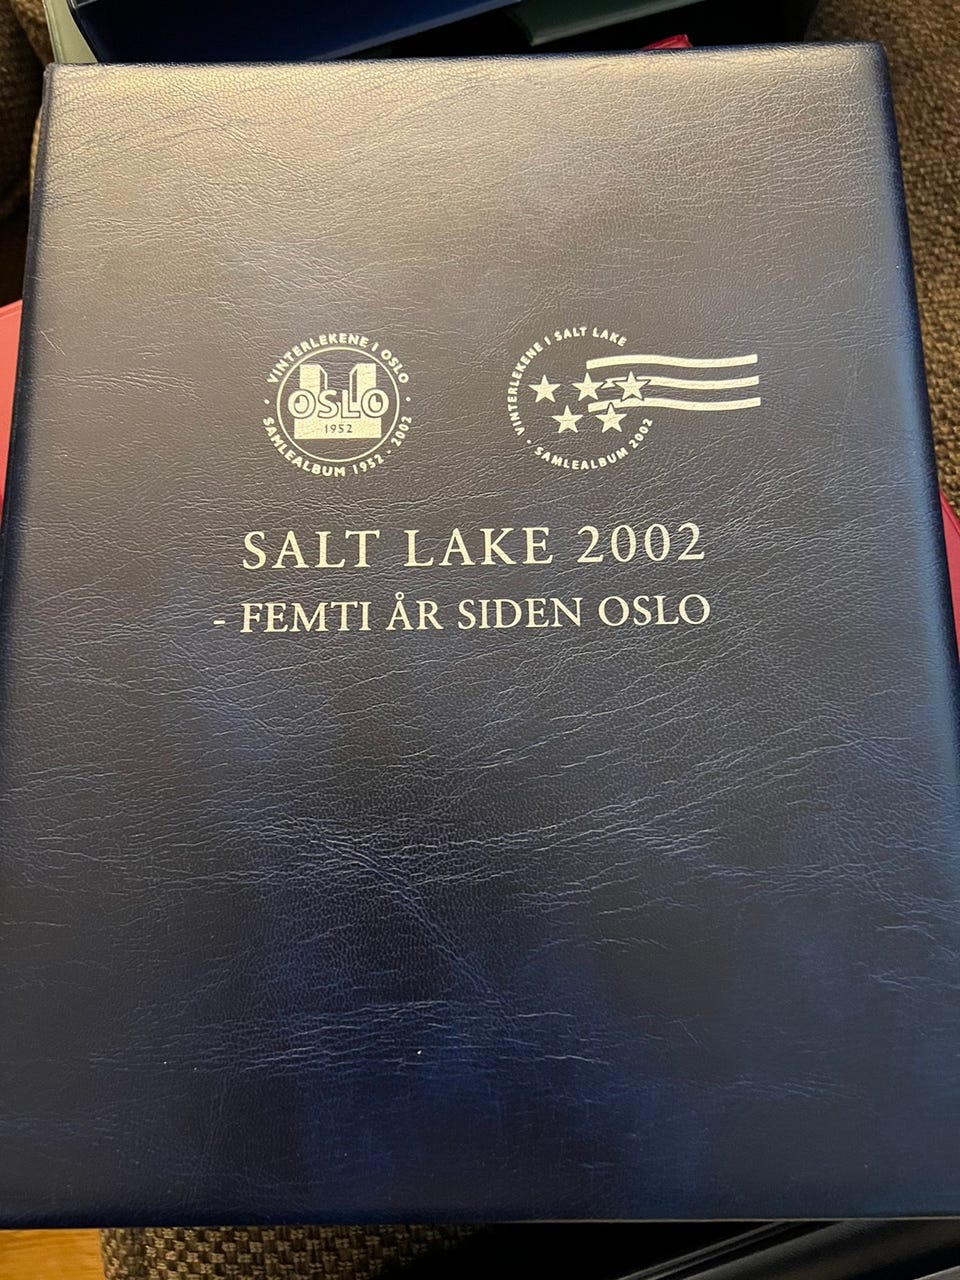 VINTERLEKENE I OSLO
OSLO
1952
· SAMLEALBUM 1952 - 2002 ·
VINTERLEKENE I SALT LAKE
· SAMLEALBUM 2002
SALT LAKE 2002
- FEMTI ÅR SIDEN OSLO